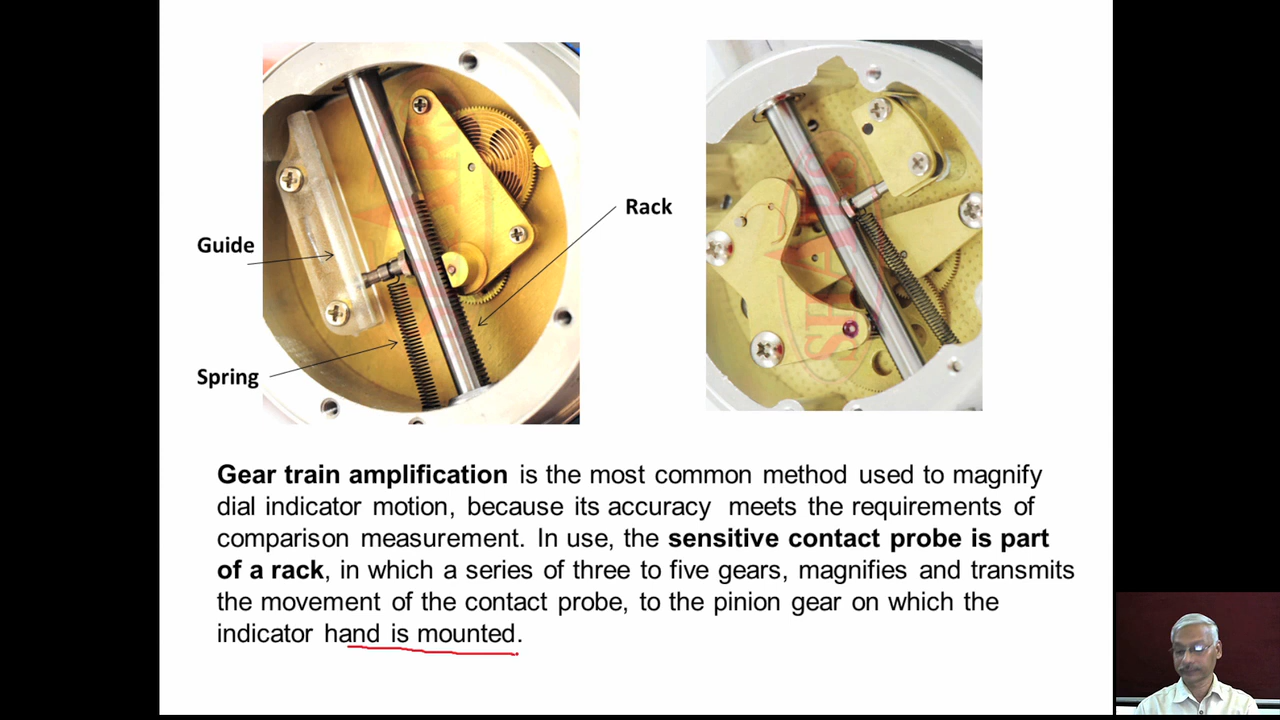 Rack
Guide
Spring
Gear train amplification is the most common method used to magnify
dial indicator motion, because its accuracy meets the requirements of
comparison measurement. In use, the sensitive contact probe is part
of a rack, in which a series of three to five gears, magnifies and transmits
the movement of the contact probe, to the pinion gear on which the
indicator hand is mounted.